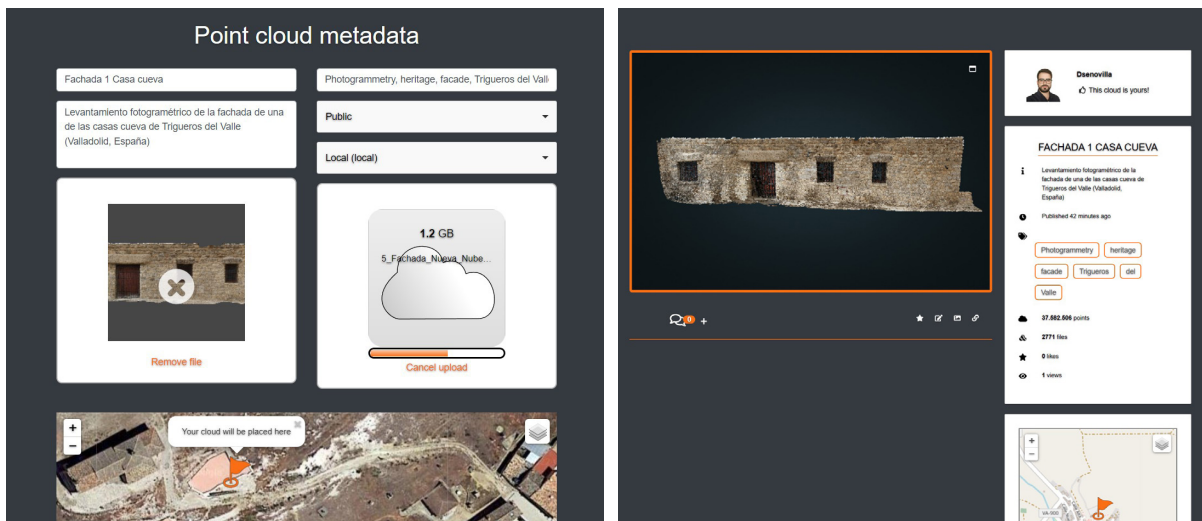 Point cloud metadata
Fachada 1 Casa cueva
Photogrammetry, heritage, facade, Trigueros del Vall
Levantamiento fotogramétrico de la fachada de una
de las casas cueva de Trigueros del Valle
(Valladolid, España)
Public
Local (local)
Remove file
1.2 GB
5_Fachada_Nueva_Nube...
Cancel upload
+
−
Your cloud will be placed here
0
+
Dsenovilla
This cloud is yours!
FACHADA 1 CASA CUEVA
Levantamiento fotogramétrico de la
fachada de una de las casas cueva de
Trigueros del Valle (Valladolid,
España)
Published 42 minutes ago
Photogrammetry heritage
facade Trigueros del
Valle
37.582.506 points
2771 files
0 likes
1 views
+
−
VA-900